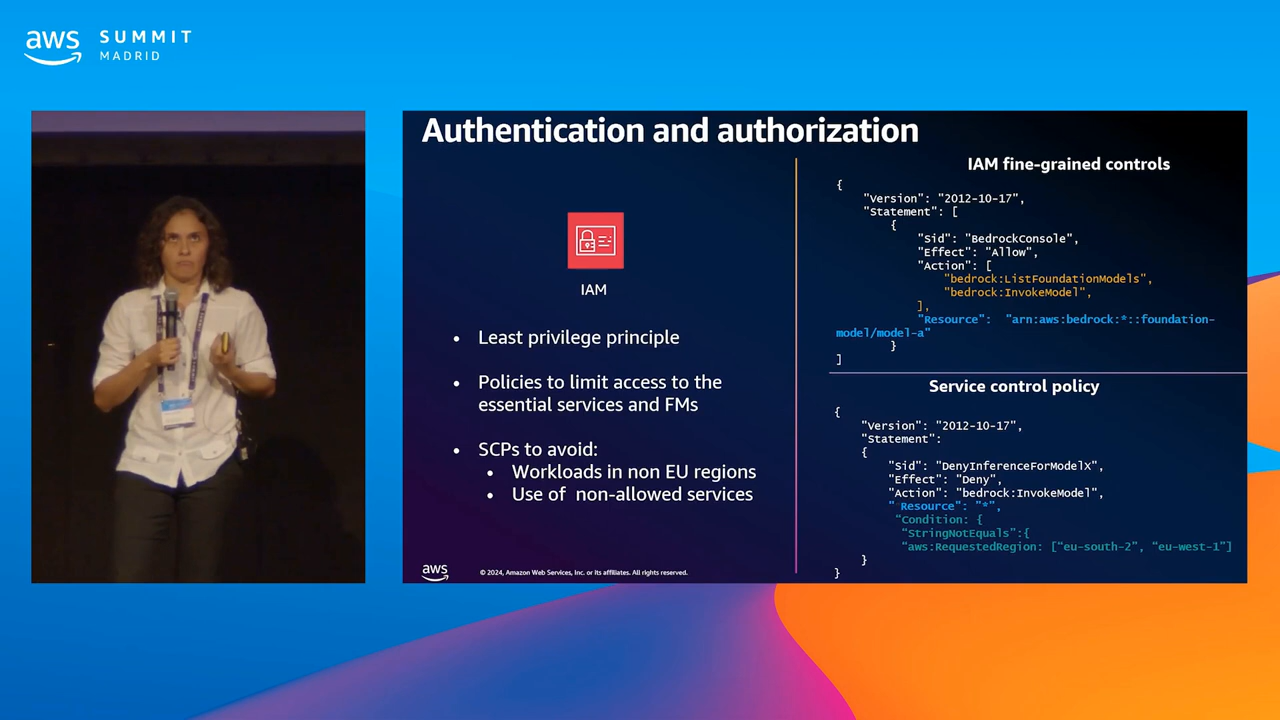 aws SUMMIT
MADRID
Authentication and authorization
IAM
• Least privilege principle
• Policies to limit access to the
essential services and FMs
• SCPs to avoid:
• Workloads in non EU regions
• Use of non-allowed services
aws © 2024, Amazon Web Services, Inc. or its affiliates. All rights reserved.
IAM fine-grained controls
{
"Version": "2012-10-17",
"Statement": [
{
"Sid": "BedrockConsole",
"Effect": "Allow",
"Action": [
"bedrock:ListFoundationModels",
"bedrock:InvokeModel",
],
"Resource": "arn:aws:bedrock:*::foundation-
model/model-a"
}
]
Service control policy
{
"Version": "2012-10-17",
"Statement":
{
"Sid": "DenyInferenceForModelX",
"Effect": "Deny",
"Action": "bedrock:InvokeModel",
" Resource": "*",
"Condition: {
"StringNotEquals":{
"aws:RequestedRegion: ["eu-south-2", "eu-west-1"]
}
}